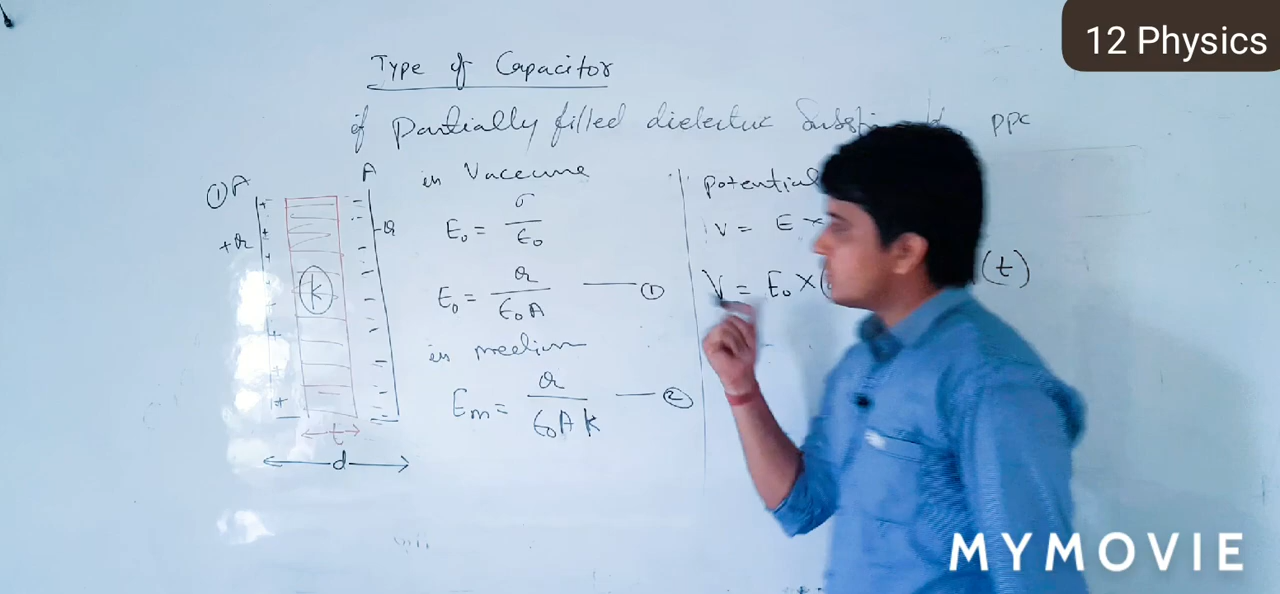 12 Physics
Type of Capacitor
if Partially filled dielectric ppc
① A A
+Q -Q
K
t
d
in Vaccume
E₀ = σ/ε₀
E₀ = Q/ε₀A — ①
in medium
Em = Q/ε₀AK — ②
potential
V = E ×
V = E₀ × ( (t)
MYMOVIE